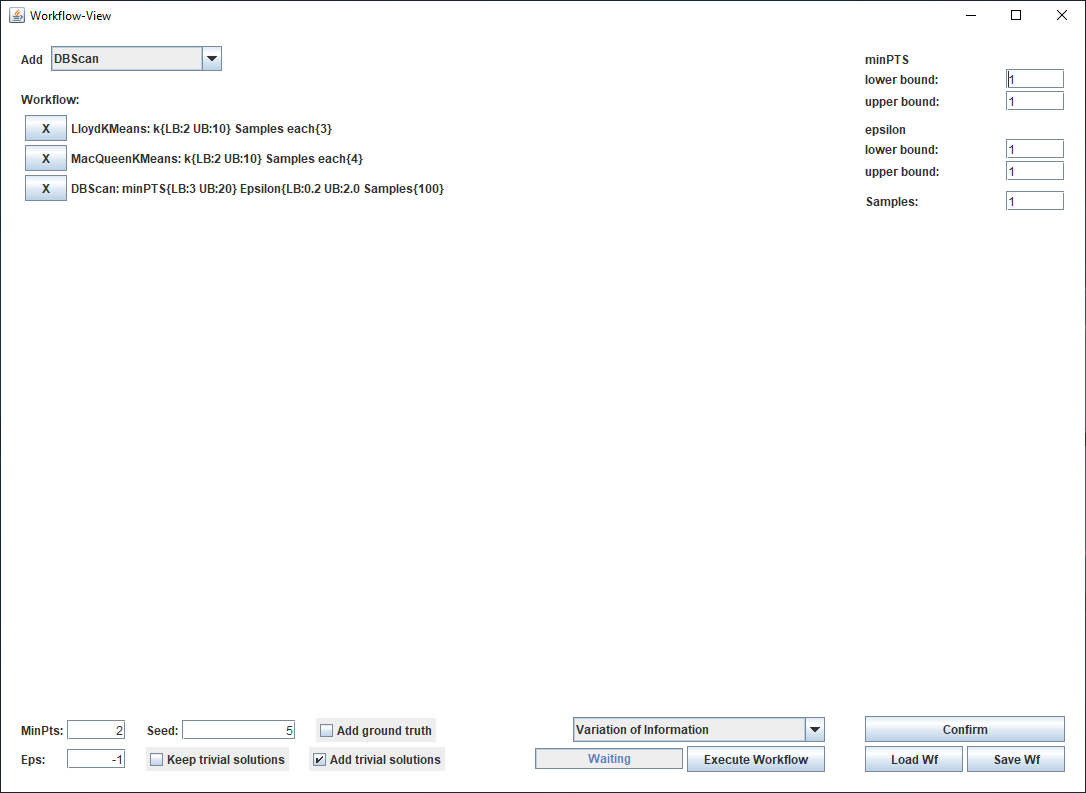 Workflow-View
Add DBScan
Workflow:
X LloydKMeans: k{LB:2 UB:10} Samples each{3}
X MacQueenKMeans: k{LB:2 UB:10} Samples each{4}
X DBScan: minPTS{LB:3 UB:20} Epsilon{LB:0.2 UB:2.0 Samples{100}
minPTS
lower bound: 1
upper bound: 1
epsilon
lower bound: 1
upper bound: 1
Samples: 1
MinPts: 2 Seed: 5 Add ground truth Variation of Information Confirm
Eps: -1 Keep trivial solutions Add trivial solutions Waiting Execute Workflow Load Wf Save Wf